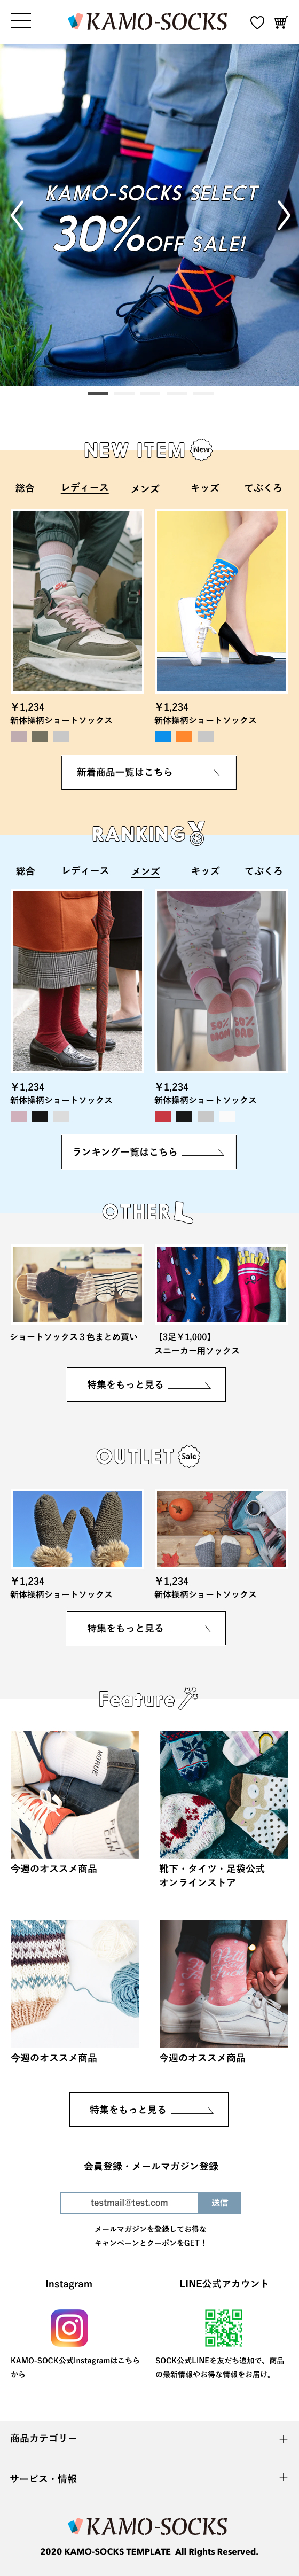 KAMO-SOCKS
KAMO-SOCKS SELECT
30%OFF SALE!
NEW ITEM New
総合 レディース メンズ キッズ てぶくろ
￥1,234 ￥1,234
新体操柄ショートソックス 新体操柄ショートソックス
新着商品一覧はこちら
RANKING
総合 レディース メンズ キッズ てぶくろ
￥1,234 ￥1,234
新体操柄ショートソックス 新体操柄ショートソックス
ランキング一覧はこちら
OTHER
ショートソックス３色まとめ買い 【3足￥1,000】
スニーカー用ソックス
特集をもっと見る
OUTLET Sale
￥1,234 ￥1,234
新体操柄ショートソックス 新体操柄ショートソックス
特集をもっと見る
Feature
今週のオススメ商品 靴下・タイツ・足袋公式
オンラインストア
今週のオススメ商品 今週のオススメ商品
特集をもっと見る
会員登録・メールマガジン登録
testmail@test.com 送信
メールマガジンを登録してお得な
キャンペーンとクーポンをGET！
Instagram LINE公式アカウント
KAMO-SOCK公式Instagramはこちら
から
SOCK公式LINEを友だち追加で、商品
の最新情報やお得な情報をお届け。
商品カテゴリー
サービス・情報
KAMO-SOCKS
2020 KAMO-SOCKS TEMPLATE All Rights Reserved.